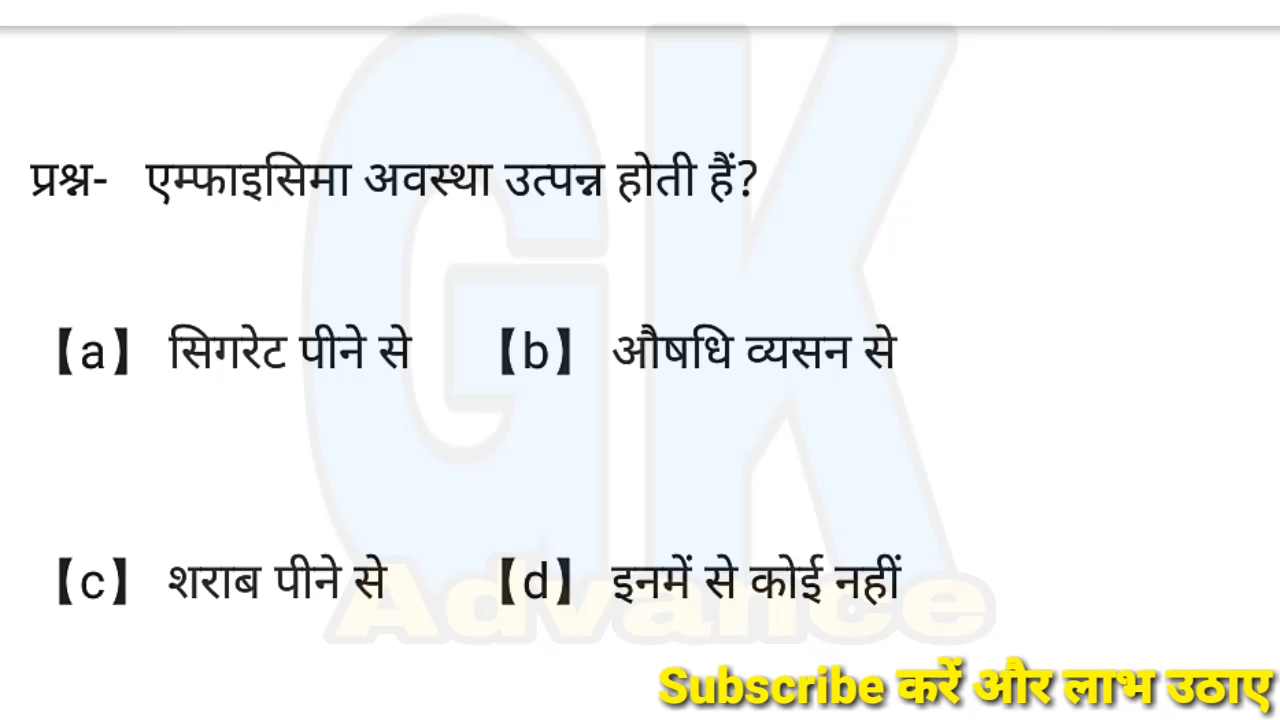 प्रश्न- एम्फाइसिमा अवस्था उत्पन्न होती हैं?
【a】 सिगरेट पीने से 【b】 औषधि व्यसन से
【c】 शराब पीने से 【d】 इनमें से कोई नहीं
GK
Advance
Subscribe करें और लाभ उठाए